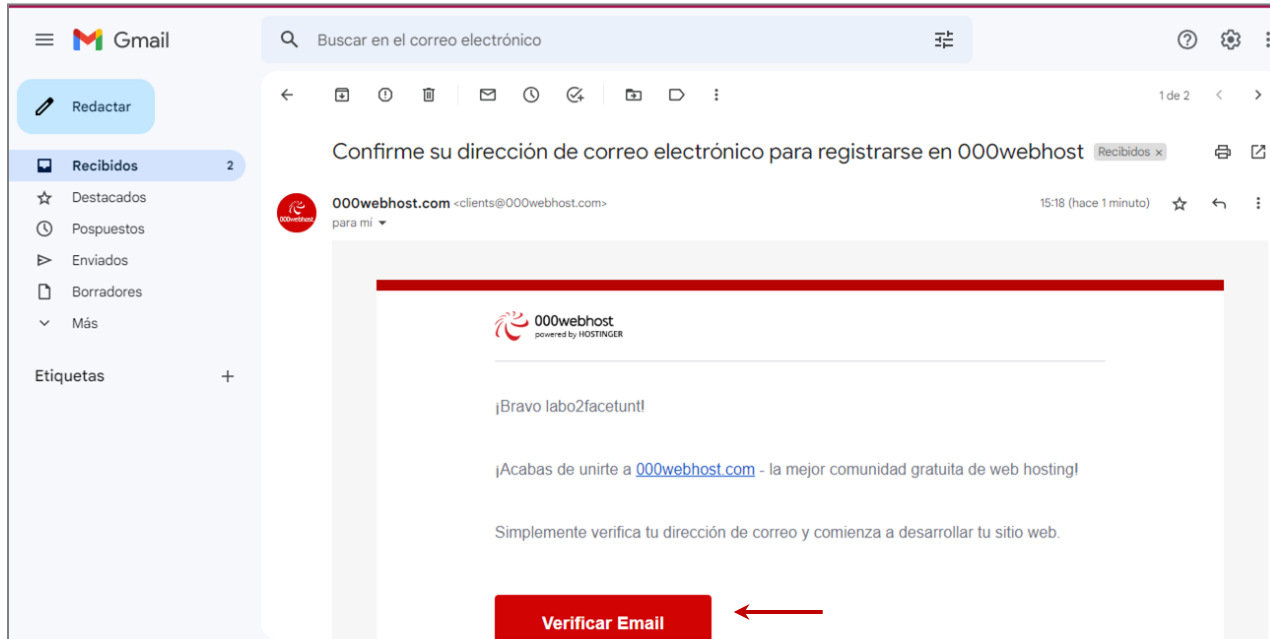 Gmail
Buscar en el correo electrónico
Redactar
1 de 2
Confirme su dirección de correo electrónico para registrarse en 000webhost Recibidos ×
Recibidos 2
Destacados
Pospuestos
Enviados
Borradores
Más
Etiquetas
000webhost
000webhost.com <clients@000webhost.com> 15:18 (hace 1 minuto)
para mí
000webhost
powered by HOSTINGER
¡Bravo labo2facetunt!
¡Acabas de unirte a 000webhost.com - la mejor comunidad gratuita de web hosting!
Simplemente verifica tu dirección de correo y comienza a desarrollar tu sitio web.
Verificar Email